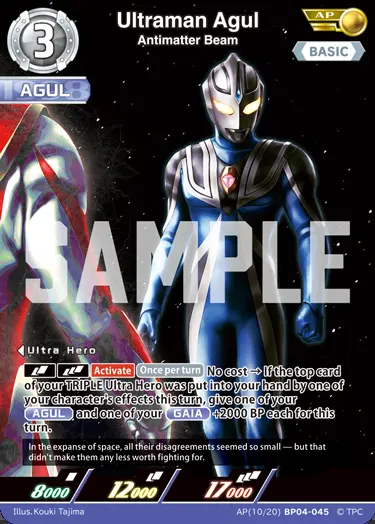 Ultraman Agul
Antimatter Beam
3
AP
BASIC
AGUL
SAMPLE
Ultra Hero
Activate Once per turn No cost → If the top card
of your TRIPLE Ultra Hero was put into your hand by one of
your character's effects this turn, give one of your
AGUL and one of your GAIA +2000 BP each for this
turn.
In the expanse of space, all their disagreements seemed so small — but that
didn't make them any less worth fighting for.
8000 12000 17000
Illus.Kouki Tajima AP(10/20) BP04-045 © TPC